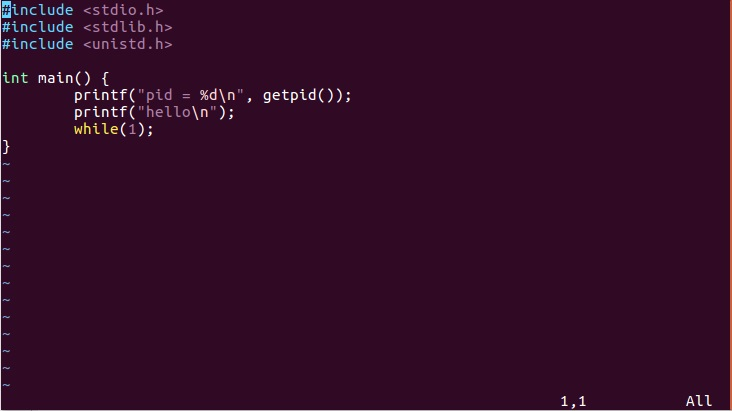 #include <stdio.h>
#include <stdlib.h>
#include <unistd.h>

int main() {
        printf("pid = %d\n", getpid());
        printf("hello\n");
        while(1);
}
~
~
~
~
~
~
~
~
~
~
~
~
~
~
1,1 All